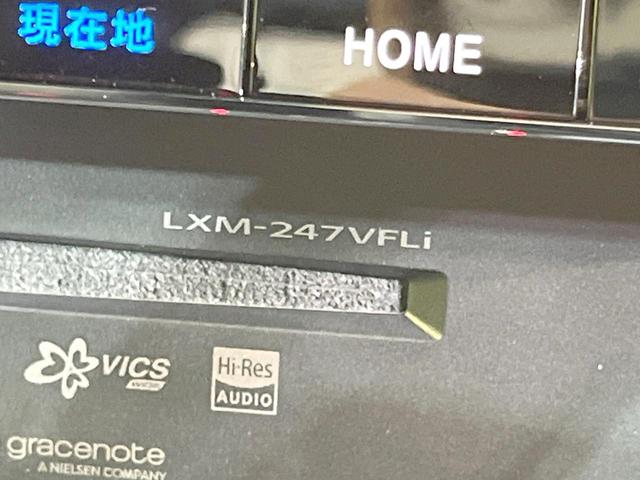 現在地
HOME
LXM-247VFLi
VICS
WIDE
Hi-Res
AUDIO
gracenote
A NIELSEN COMPANY